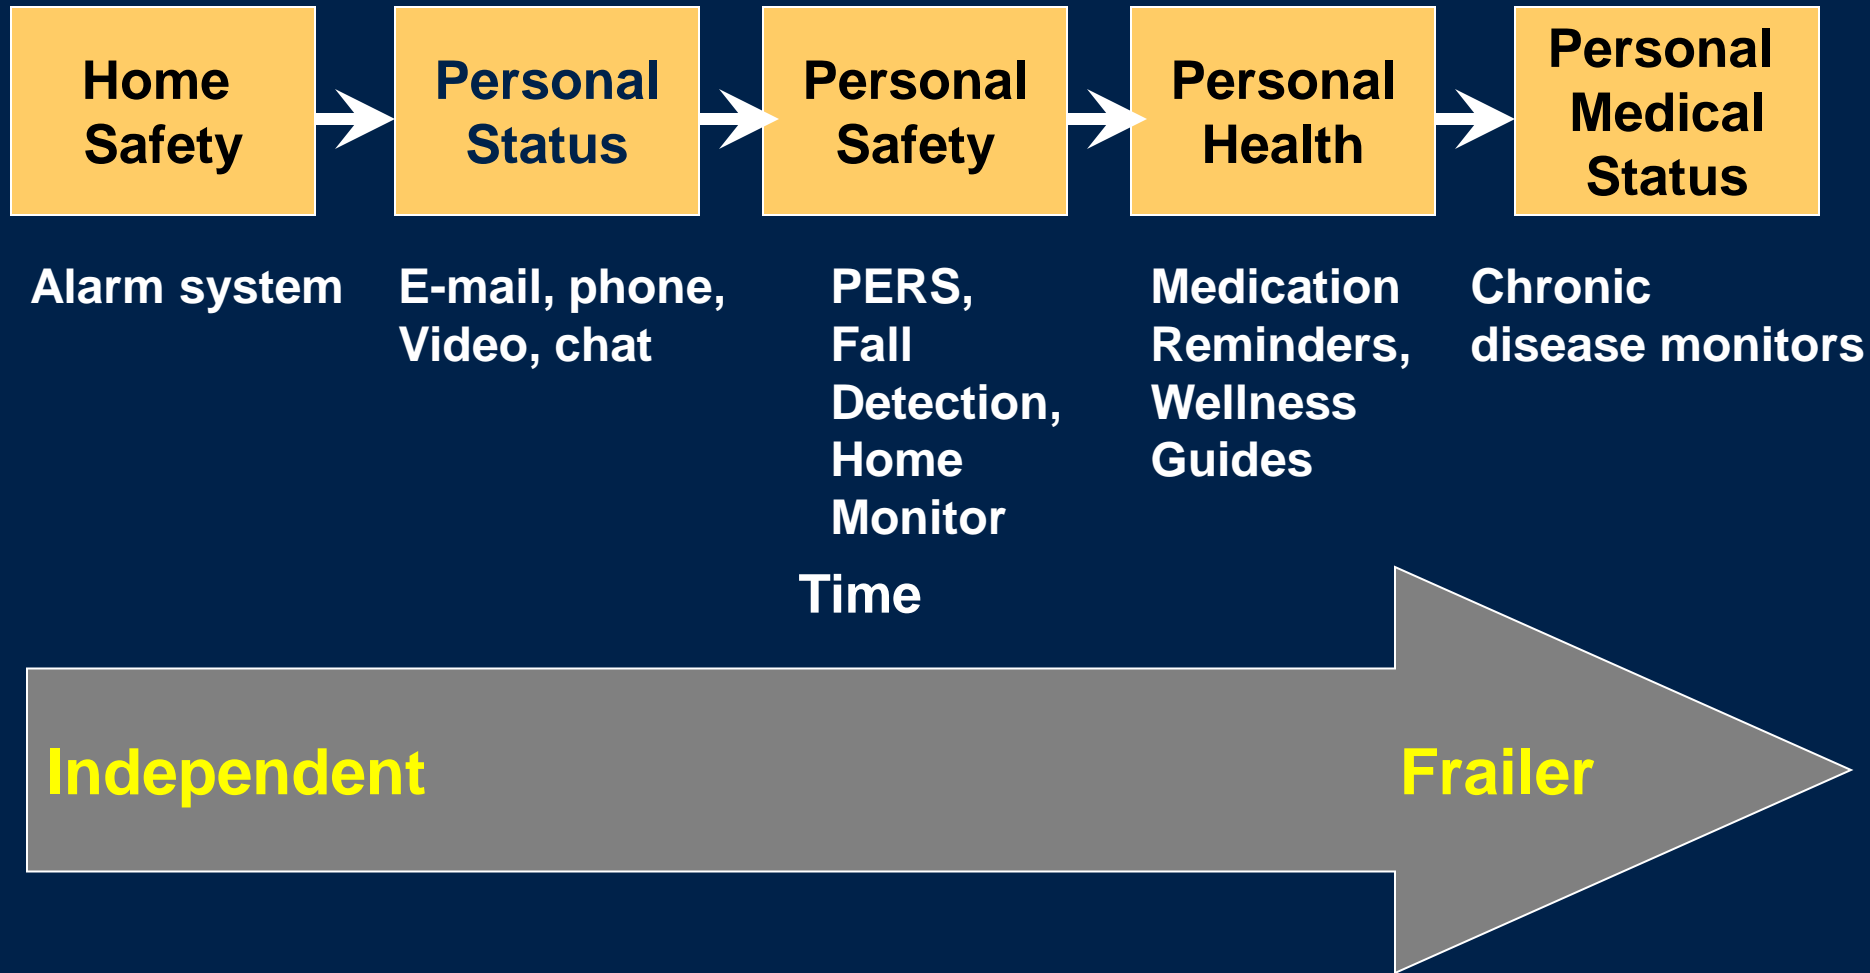 Home
Safety
Personal
Status
Personal
Safety
Personal
Health
Personal
Medical
Status
Alarm system
E-mail, phone,
Video, chat
PERS,
Fall
Detection,
Home
Monitor
Medication
Reminders,
Wellness
Guides
Chronic
disease monitors
Time
Independent
Frailer